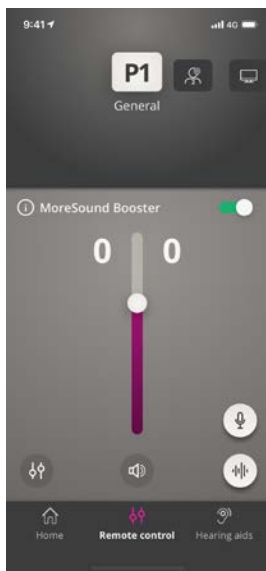 9:41 4G
P1
General
MoreSound Booster
0 0
Home Remote control Hearing aids